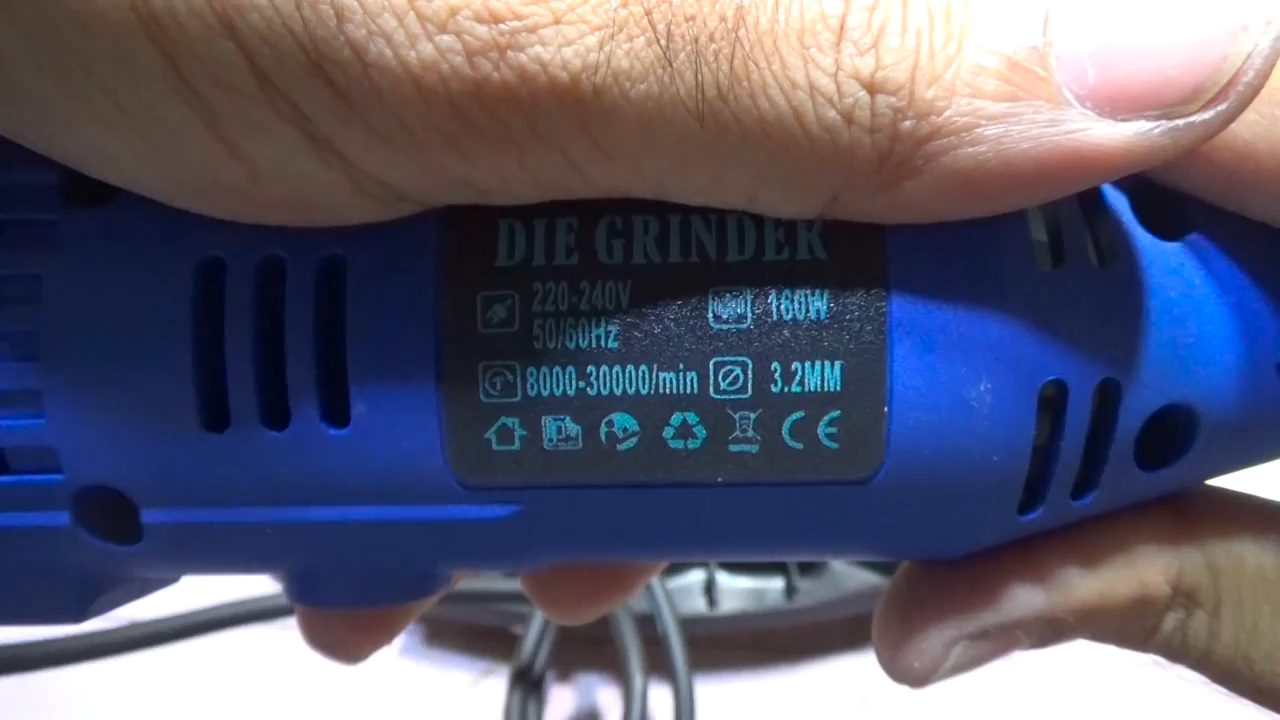 DIE GRINDER
220-240V
50/60Hz
160W
8000-30000/min
3.2MM
CE